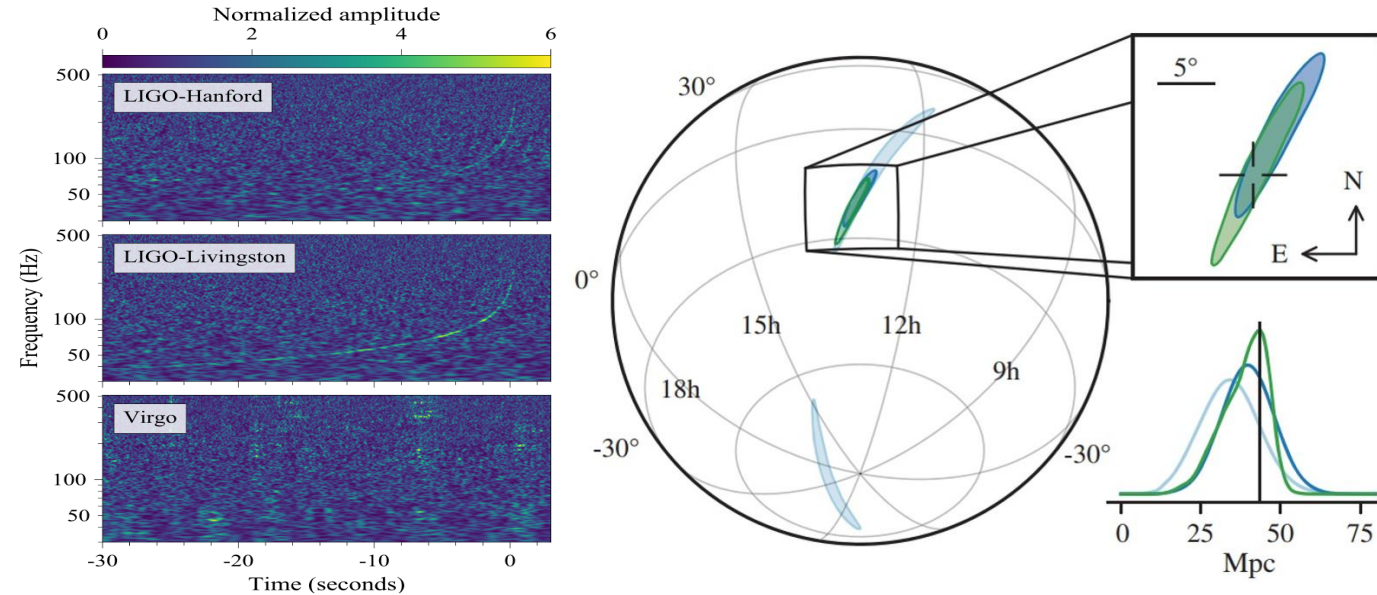 Normalized amplitude
0 2 4 6
500
LIGO-Hanford
100
50
500
LIGO-Livingston
100
50
500
Virgo
100
50
Frequency (Hz)
-30 -20 -10 0
Time (seconds)
30°
0°
15h
12h
18h
9h
-30°
-30°
5°
N
E
0 25 50 75
Mpc